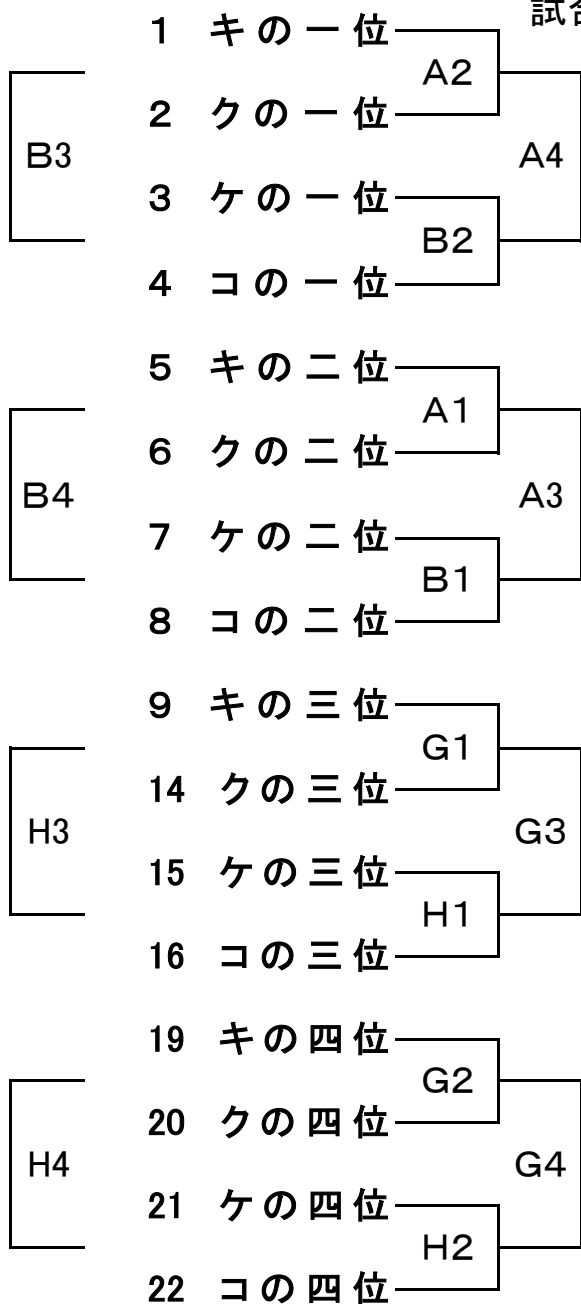 試合
1 キの一位
A2
2 クの一位
B3
A4
3 ケの一位
B2
4 コの一位
5 キの二位
A1
6 クの二位
B4
A3
7 ケの二位
B1
8 コの二位
9 キの三位
G1
14 クの三位
H3
G3
15 ケの三位
H1
16 コの三位
19 キの四位
G2
20 クの四位
H4
G4
21 ケの四位
H2
22 コの四位